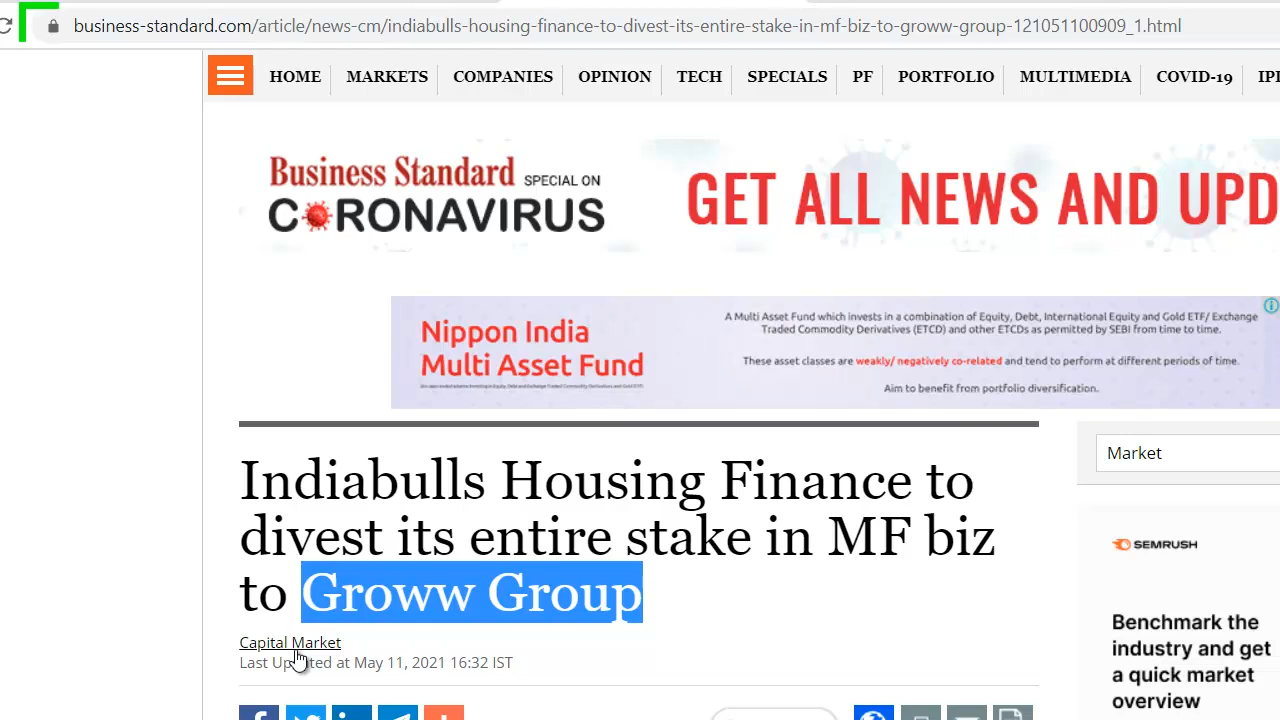 business-standard.com/article/news-cm/indiabulls-housing-finance-to-divest-its-entire-stake-in-mf-biz-to-groww-group-121051100909_1.html
HOME MARKETS COMPANIES OPINION TECH SPECIALS PF PORTFOLIO MULTIMEDIA COVID-19
Business Standard SPECIAL ON
CORONAVIRUS
GET ALL NEWS AND UPD
Nippon India
Multi Asset Fund
A Multi Asset Fund which invests in a combination of Equity, Debt, International Equity and Gold ETF/ Exchange
Traded Commodity Derivatives (ETCD) and other ETCDs as permitted by SEBI from time to time.
These asset classes are weakly/ negatively co-related and tend to perform at different periods of time.
Aim to benefit from portfolio diversification.
Indiabulls Housing Finance to
divest its entire stake in MF biz
to Groww Group
Capital Market
Last Updated at May 11, 2021 16:32 IST
Market
SEMRUSH
Benchmark the
industry and get
a quick market
overview